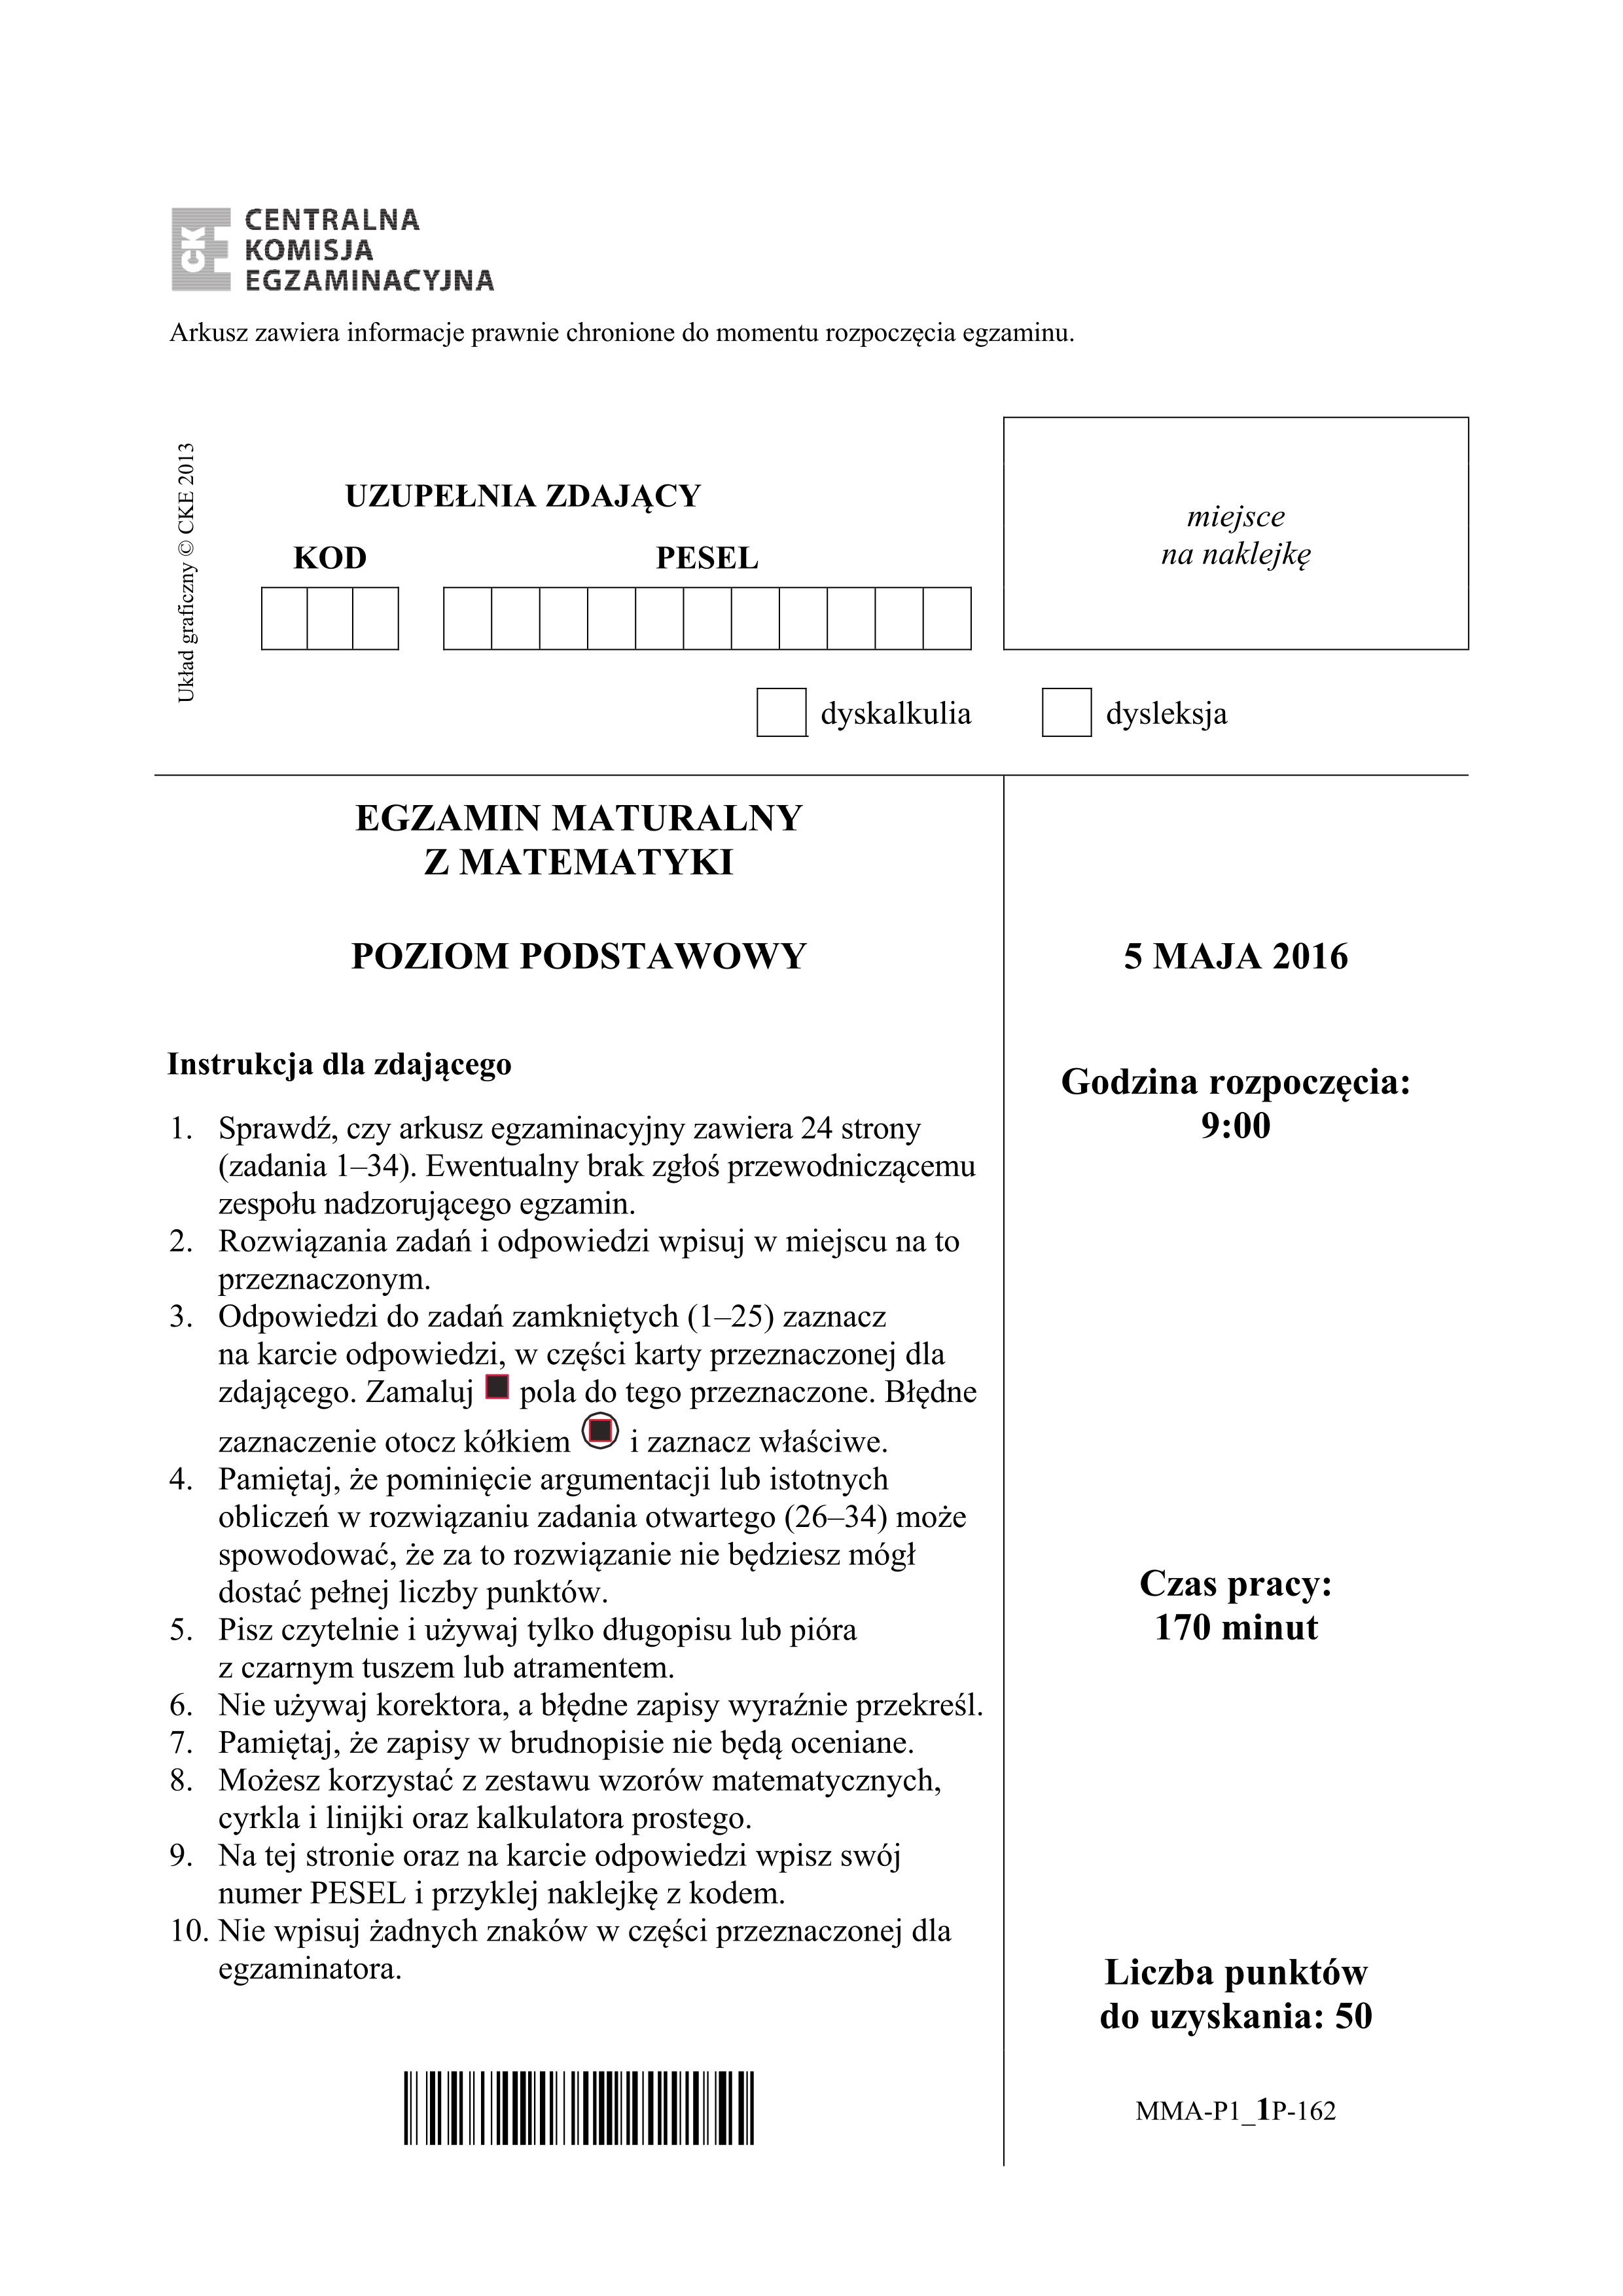 CENTRALNA
KOMISJA
EGZAMINACYJNA
CKE
Arkusz zawiera informacje prawnie chronione do momentu rozpoczęcia egzaminu.
Układ graficzny © CKE 2013
UZUPEŁNIA ZDAJĄCY
KOD PESEL
miejsce
na naklejkę
dyskalkulia dysleksja
EGZAMIN MATURALNY
Z MATEMATYKI
POZIOM PODSTAWOWY
5 MAJA 2016
Instrukcja dla zdającego
1. Sprawdź, czy arkusz egzaminacyjny zawiera 24 strony
(zadania 1–34). Ewentualny brak zgłoś przewodniczącemu
zespołu nadzorującego egzamin.
2. Rozwiązania zadań i odpowiedzi wpisuj w miejscu na to
przeznaczonym.
3. Odpowiedzi do zadań zamkniętych (1–25) zaznacz
na karcie odpowiedzi, w części karty przeznaczonej dla
zdającego. Zamaluj pola do tego przeznaczone. Błędne
zaznaczenie otocz kółkiem i zaznacz właściwe.
4. Pamiętaj, że pominięcie argumentacji lub istotnych
obliczeń w rozwiązaniu zadania otwartego (26–34) może
spowodować, że za to rozwiązanie nie będziesz mógł
dostać pełnej liczby punktów.
5. Pisz czytelnie i używaj tylko długopisu lub pióra
z czarnym tuszem lub atramentem.
6. Nie używaj korektora, a błędne zapisy wyraźnie przekreśl.
7. Pamiętaj, że zapisy w brudnopisie nie będą oceniane.
8. Możesz korzystać z zestawu wzorów matematycznych,
cyrkla i linijki oraz kalkulatora prostego.
9. Na tej stronie oraz na karcie odpowiedzi wpisz swój
numer PESEL i przyklej naklejkę z kodem.
10. Nie wpisuj żadnych znaków w części przeznaczonej dla
egzaminatora.
Godzina rozpoczęcia:
9:00
Czas pracy:
170 minut
Liczba punktów
do uzyskania: 50
MMA-P1_1P-162